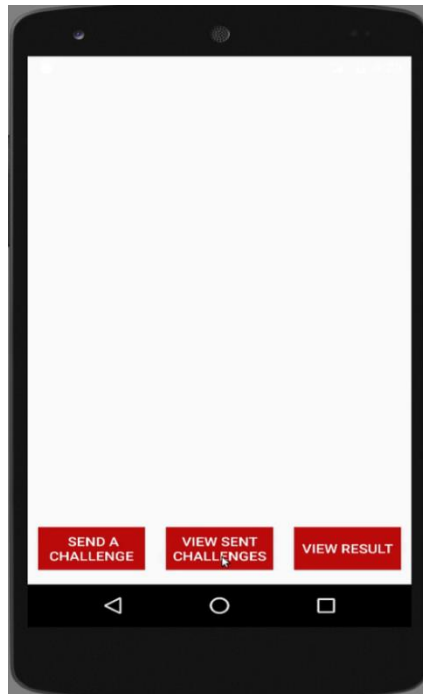 SEND A
CHALLENGE
VIEW SENT
CHALLENGES
VIEW RESULT